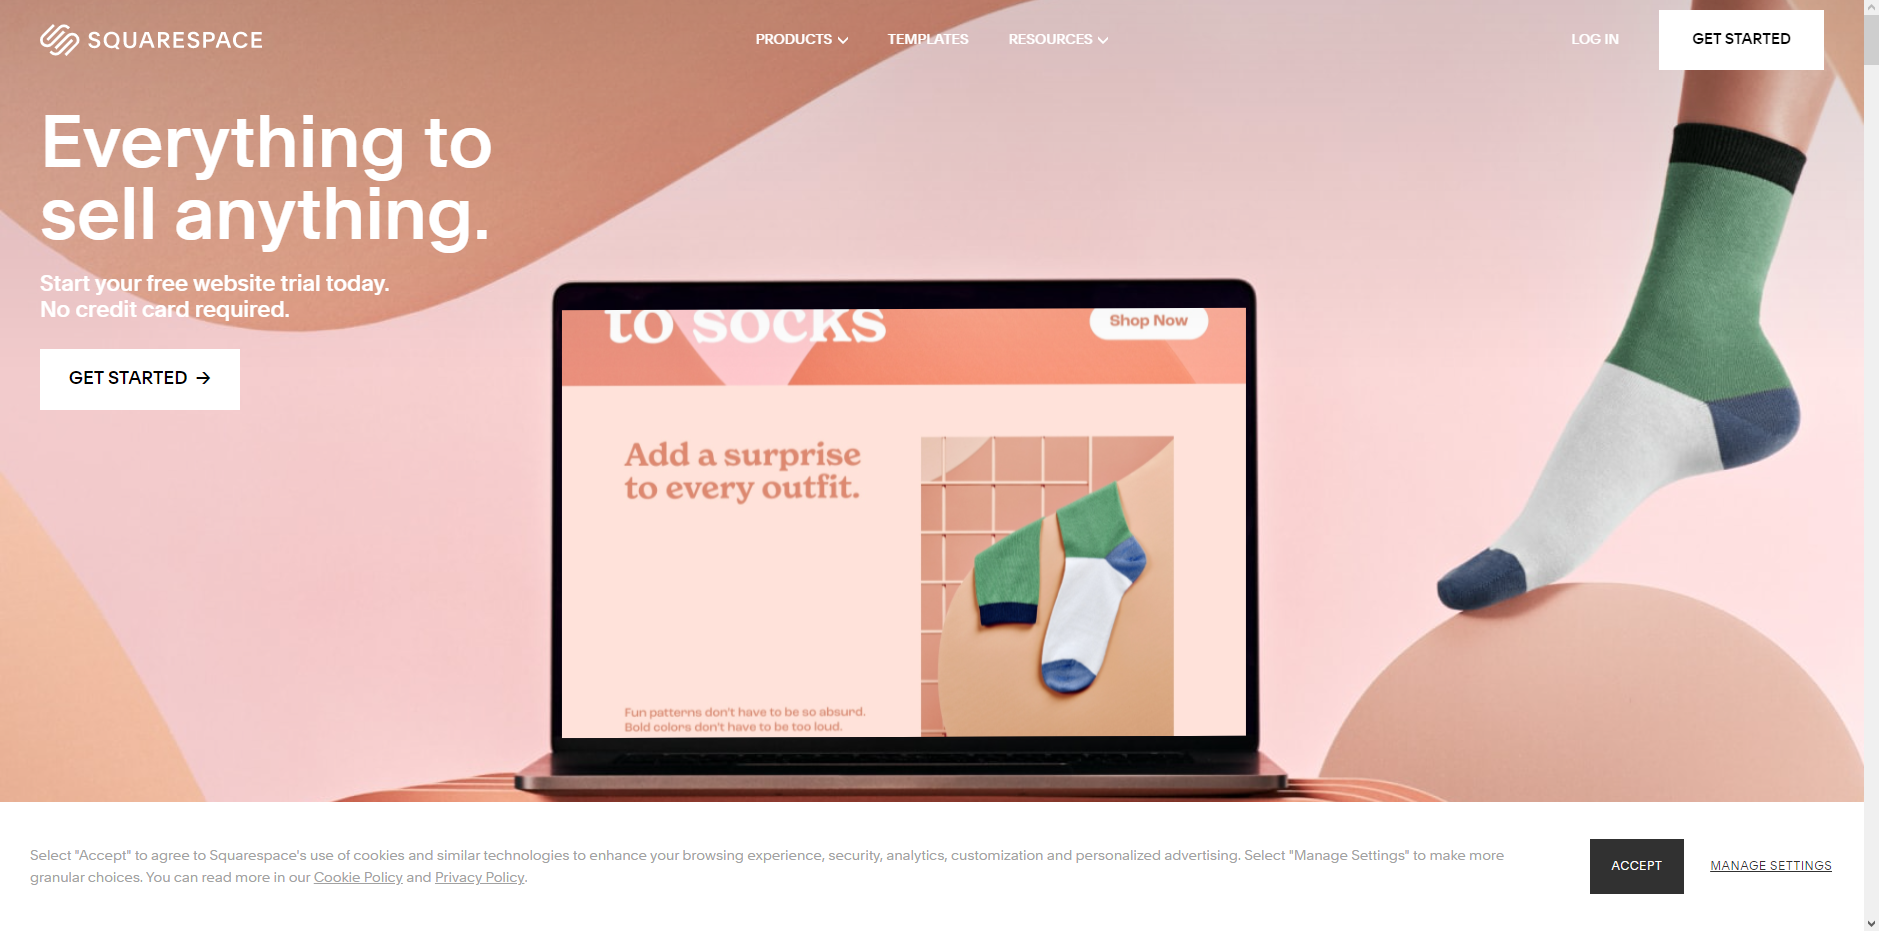 SQUARESPACE
PRODUCTS
TEMPLATES
RESOURCES
LOG IN
GET STARTED
Everything to
sell anything.
Start your free website trial today.
No credit card required.
GET STARTED →
to socks
Shop Now
Add a surprise
to every outfit.
Fun patterns don't have to be so absurd.
Bold colors don't have to be too loud.
Select "Accept" to agree to Squarespace's use of cookies and similar technologies to enhance your browsing experience, security, analytics, customization and personalized advertising. Select "Manage Settings" to make more
granular choices. You can read more in our Cookie Policy and Privacy Policy.
ACCEPT
MANAGE SETTINGS